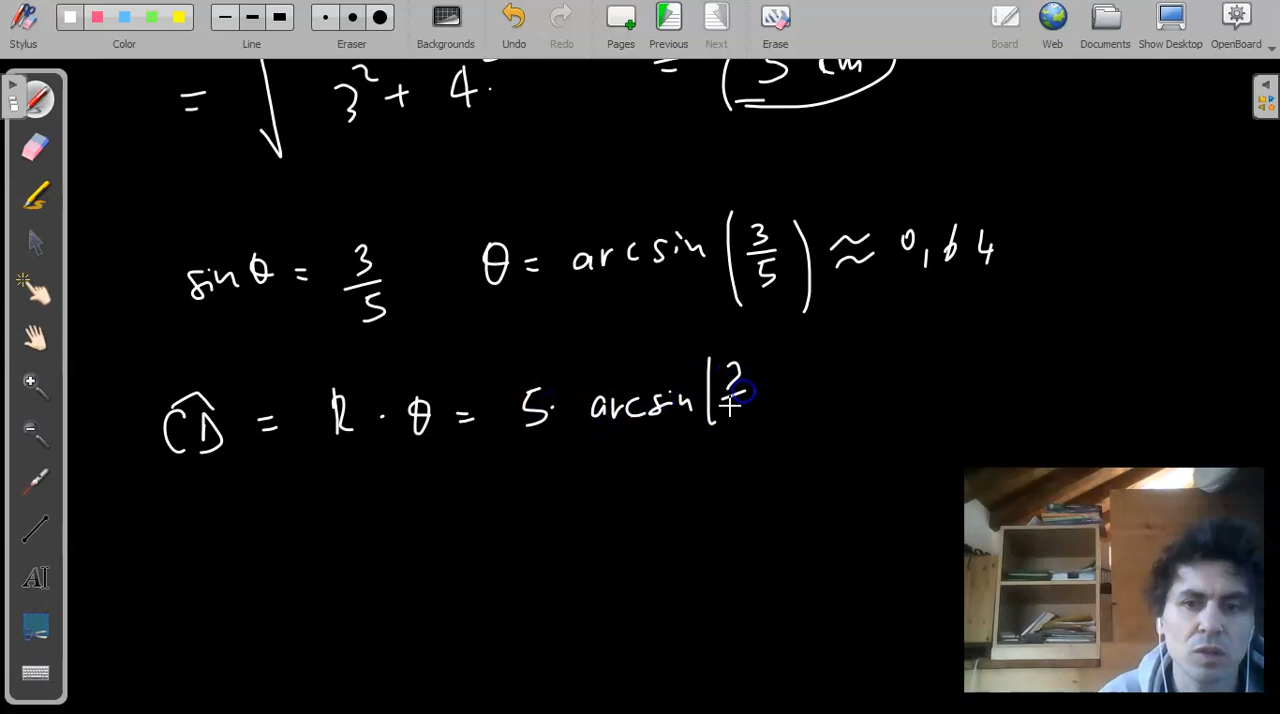 Stylus Color Line Eraser Backgrounds Undo Redo Pages Previous Next Erase Board Web Documents Show Desktop OpenBoard
= √ 3² + 4² = 5 cm
sin θ = 3/5 θ = arcsin (3/5) ≈ 0,64
CD = R · θ = 5 · arcsin (3